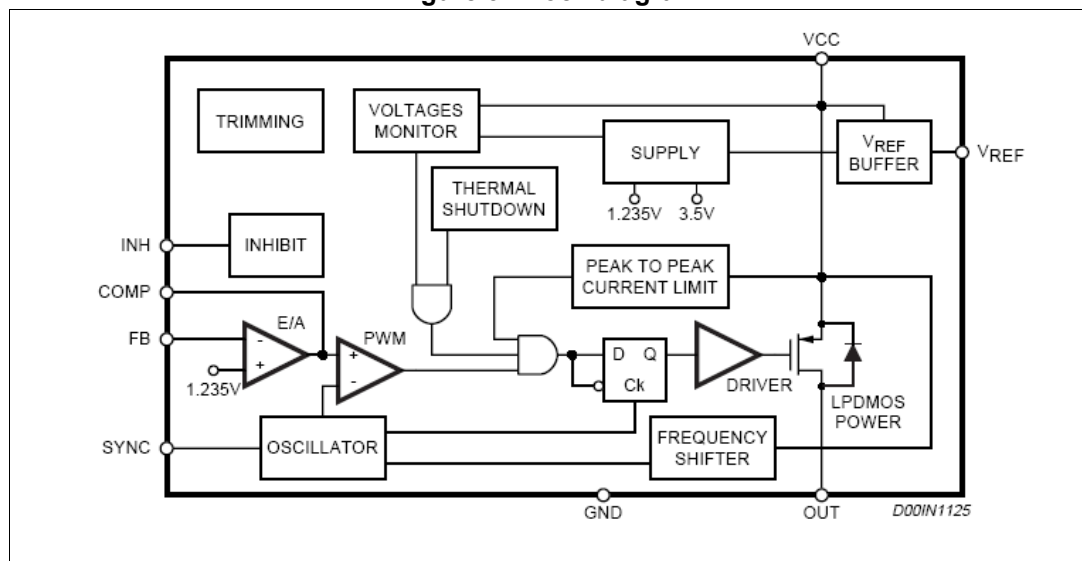 VCC
TRIMMING
VOLTAGES
MONITOR
SUPPLY
VREF
BUFFER
VREF
THERMAL
SHUTDOWN
1.235V
3.5V
INH
INHIBIT
PEAK TO PEAK
CURRENT LIMIT
COMP
E/A
FB
-
+
PWM
+
-
D
Q
Ck
1.235V
DRIVER
LPDMOS
POWER
SYNC
OSCILLATOR
FREQUENCY
SHIFTER
GND
OUT
D00IN1125